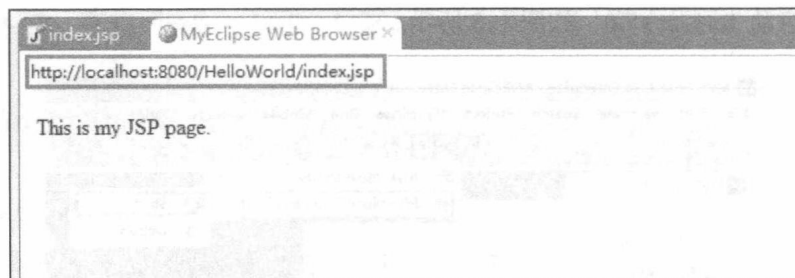 index.jsp
MyEclipse Web Browser
http://localhost:8080/HelloWorld/index.jsp
This is my JSP page.